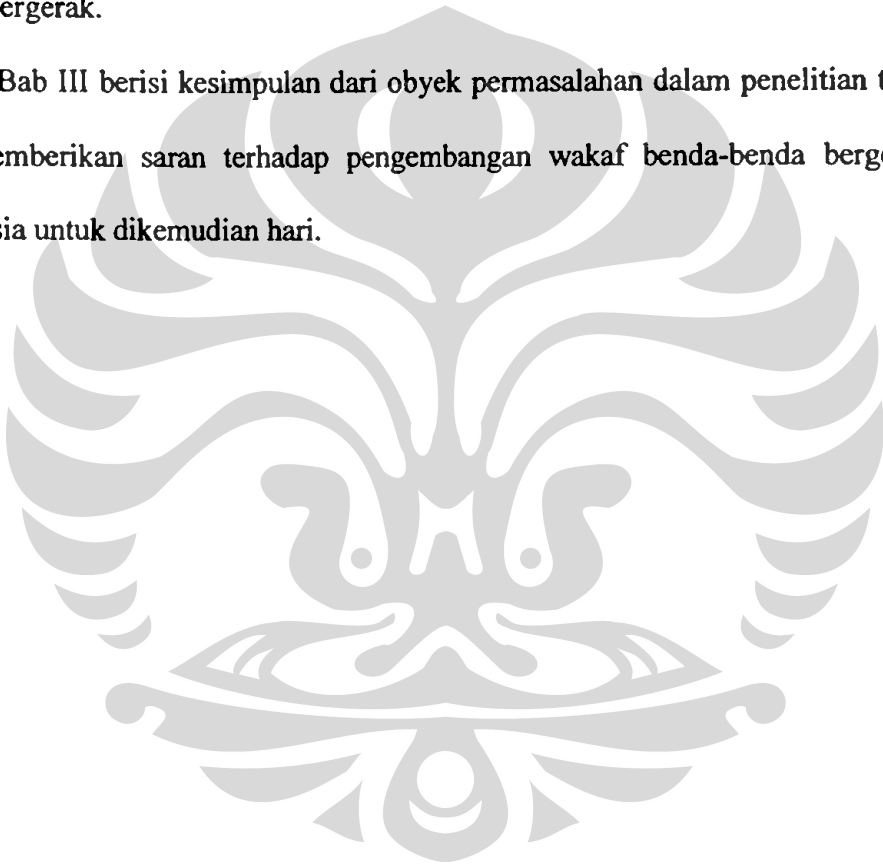 ergerak.
Bab III berisi kesimpulan dari obyek permasalahan dalam penelitian t
emberikan saran terhadap pengembangan wakaf benda-benda berg
sia untuk dikemudian hari.